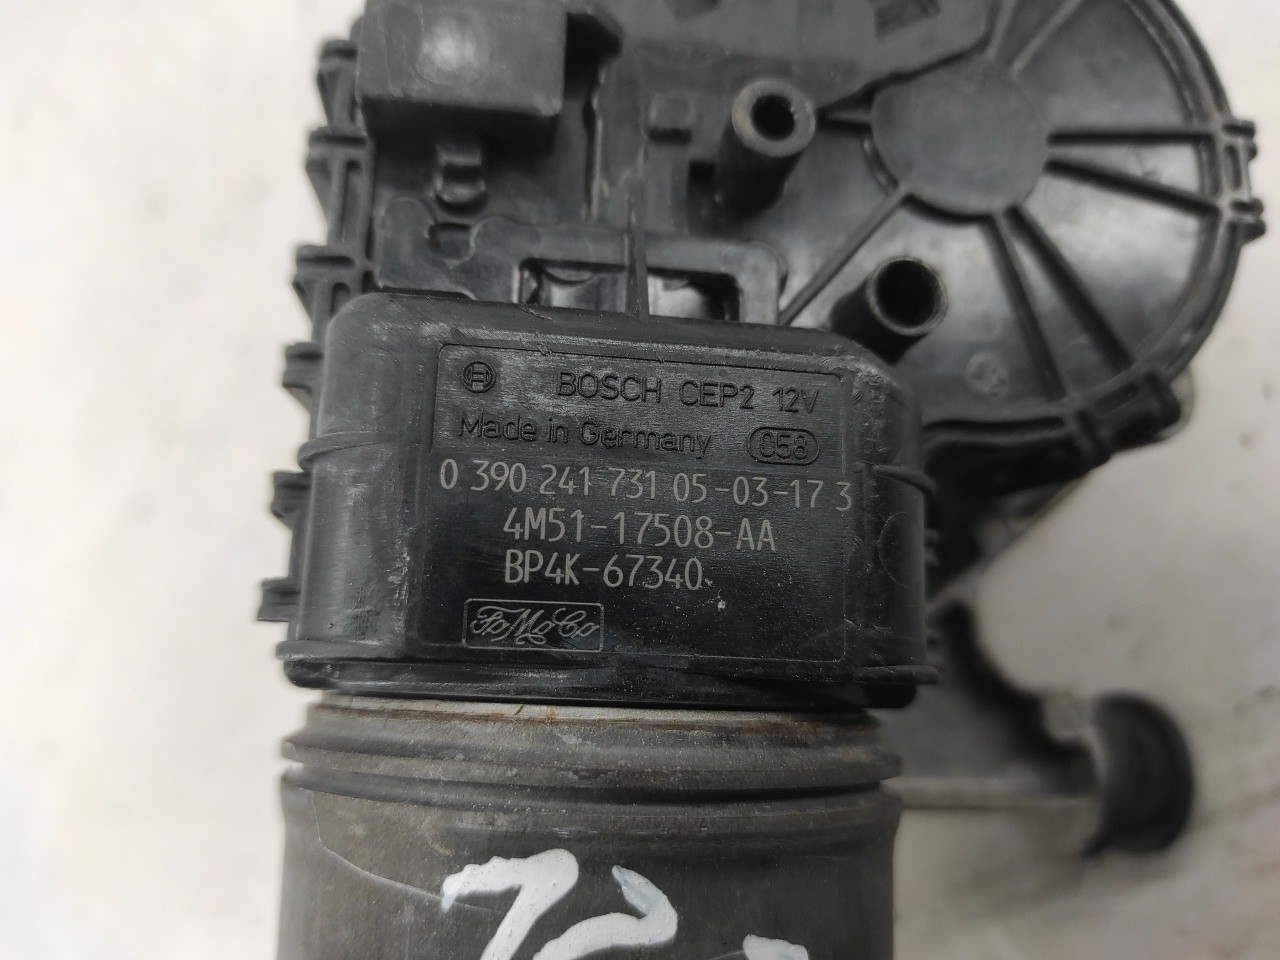 BOSCH CEP2 12V
Made in Germany 058
0 390 241 731 05-03-17 3
4M51-17508-AA
BP4K-67340
FoMoCo